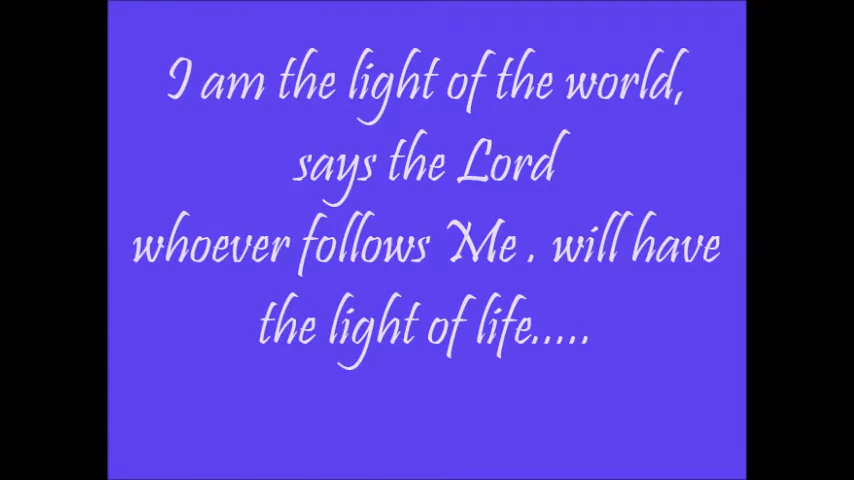 I am the light of the world,
says the Lord
whoever follows Me , will have
the light of life.....